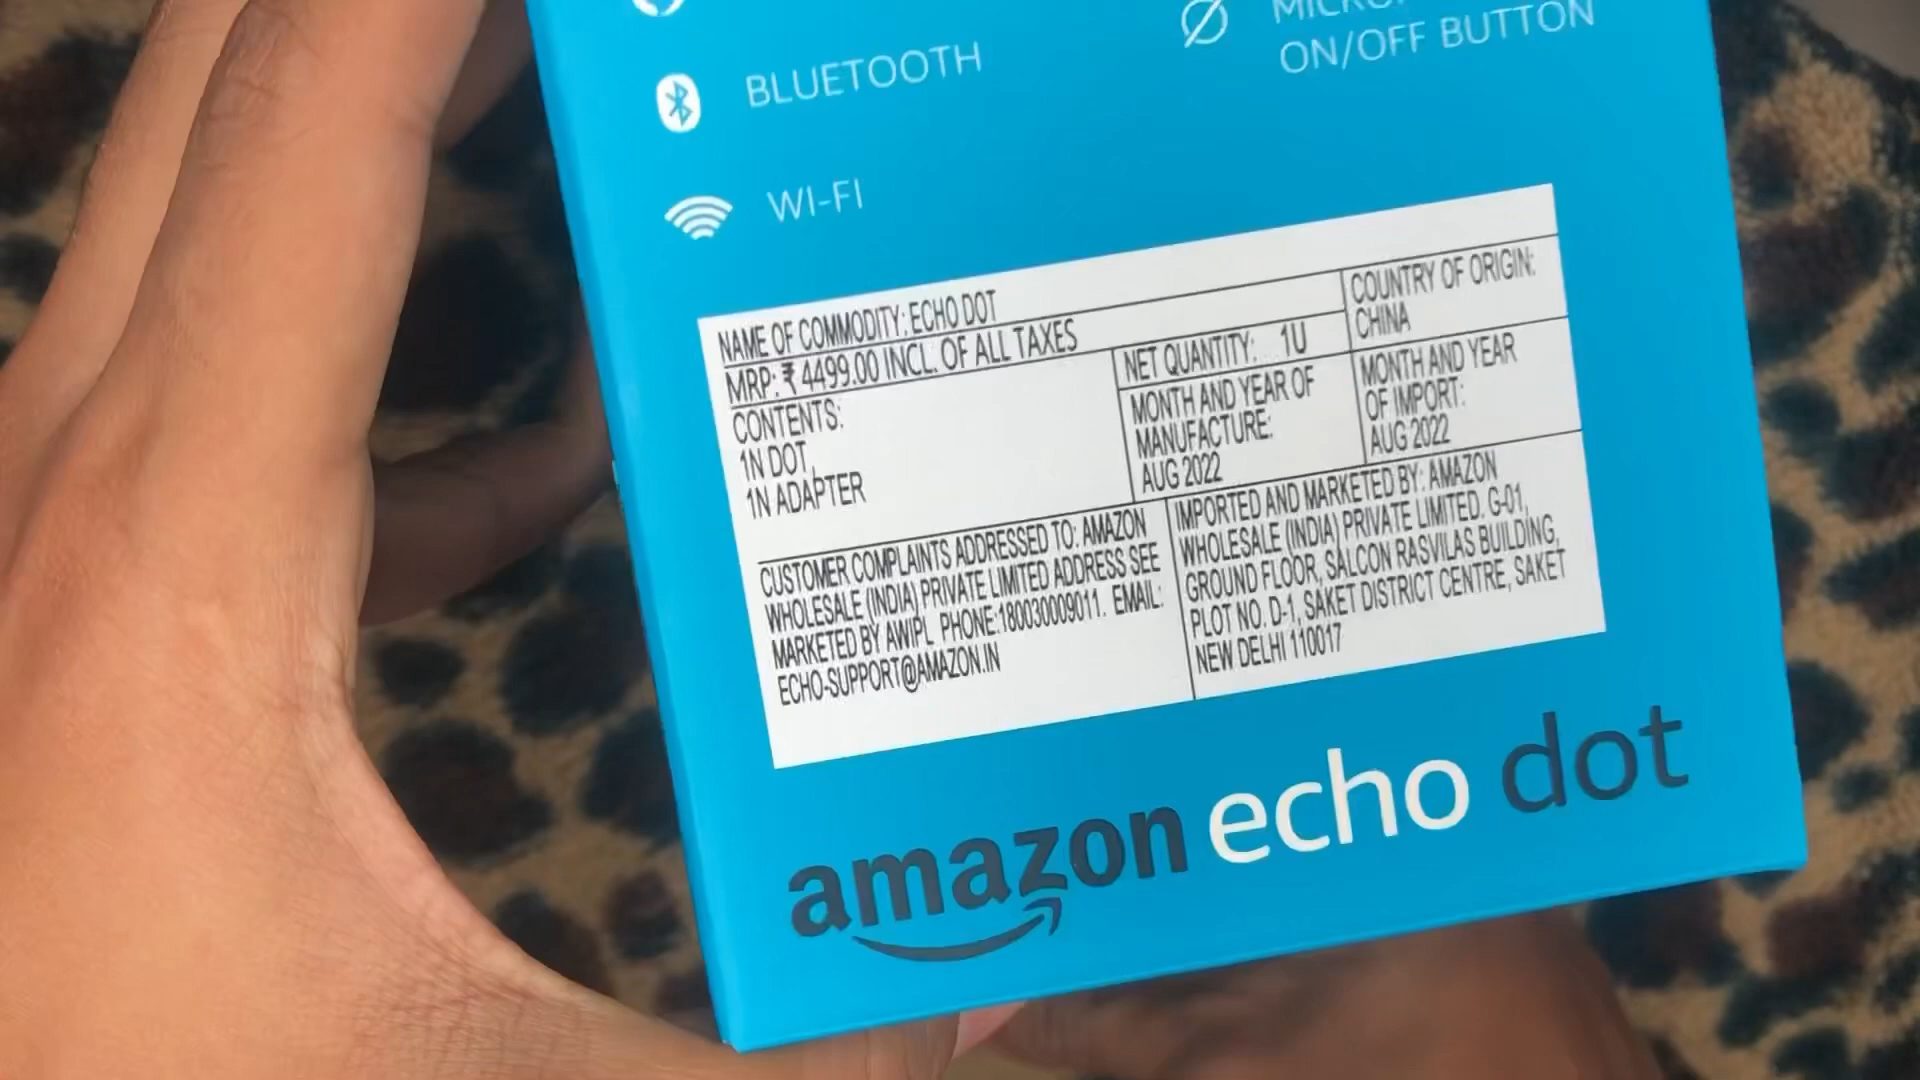 BLUETOOTH
ON/OFF BUTTON
WI-FI
NAME OF COMMODITY: ECHO DOT
MRP: ₹ 4499.00 INCL. OF ALL TAXES
CONTENTS:
1N DOT,
1N ADAPTER
NET QUANTITY: 1U
MONTH AND YEAR OF
MANUFACTURE:
AUG 2022
COUNTRY OF ORIGIN:
CHINA
MONTH AND YEAR
OF IMPORT:
AUG 2022
CUSTOMER COMPLAINTS ADDRESSED TO: AMAZON
WHOLESALE (INDIA) PRIVATE LIMITED ADDRESS SEE
MARKETED BY AWIPL PHONE:180030009011. EMAIL:
ECHO-SUPPORT@AMAZON.IN
IMPORTED AND MARKETED BY: AMAZON
WHOLESALE (INDIA) PRIVATE LIMITED. G-01,
GROUND FLOOR, SALCON RASVILAS BUILDING,
PLOT NO. D-1, SAKET DISTRICT CENTRE, SAKET
NEW DELHI 110017
amazon echo dot